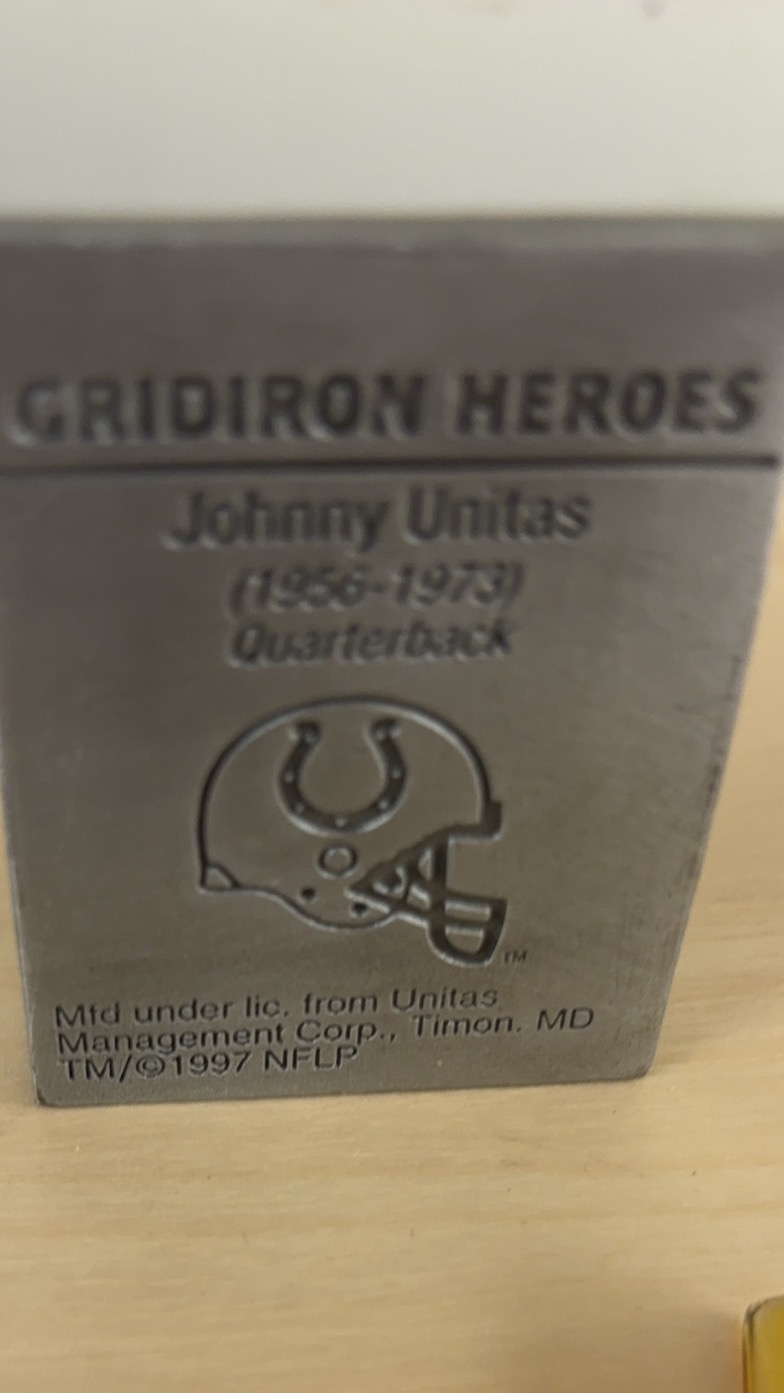 GRIDIRON HEROES
Johnny Unitas
(1956-1973)
Quarterback
TM
Mfd under lic. from Unitas
Management Corp., Timon. MD
TM/©1997 NFLP